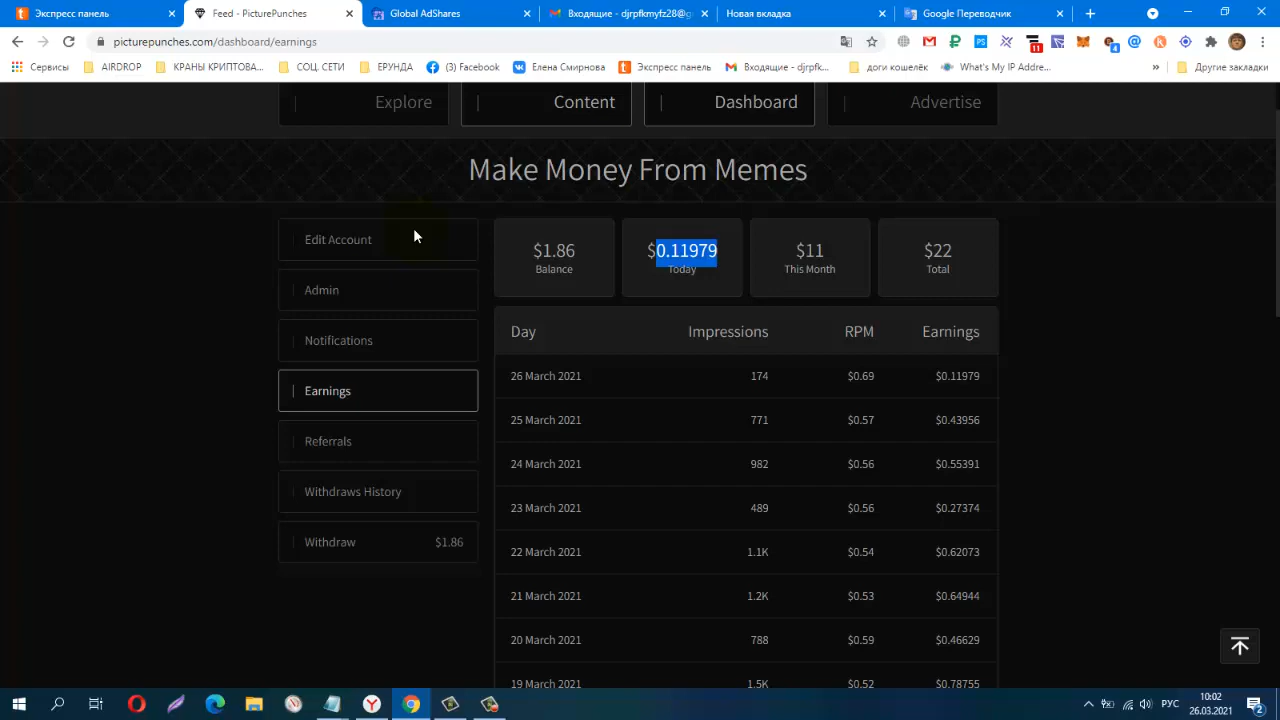 Экспресс панель
Feed - PicturePunches
Global AdShares
Входящие - djrpfkmyfz28@g
Новая вкладка
Google Переводчик
picturepunches.com/dashboard/earnings
11
4
Сервисы
AIRDROP
КРАНЫ КРИПТОВА...
СОЦ. СЕТИ
ЕРУНДА
(3) Facebook
Елена Смирнова
Экспресс панель
Входящие - djrpfk...
доги кошелёк
What's My IP Addre...
»
Другие закладки
Explore
Content
Dashboard
Advertise
Make Money From Memes
Edit Account
Admin
Notifications
Earnings
Referrals
Withdraws History
Withdraw $1.86
$1.86
Balance
$0.11979
Today
$11
This Month
$22
Total
Day Impressions RPM Earnings
26 March 2021 174 $0.69 $0.11979
25 March 2021 771 $0.57 $0.43956
24 March 2021 982 $0.56 $0.55391
23 March 2021 489 $0.56 $0.27374
22 March 2021 1.1K $0.54 $0.62073
21 March 2021 1.2K $0.53 $0.64944
20 March 2021 788 $0.59 $0.46629
19 March 2021 1.5K $0.52 $0.78755
РУС
10:02
26.03.2021
2